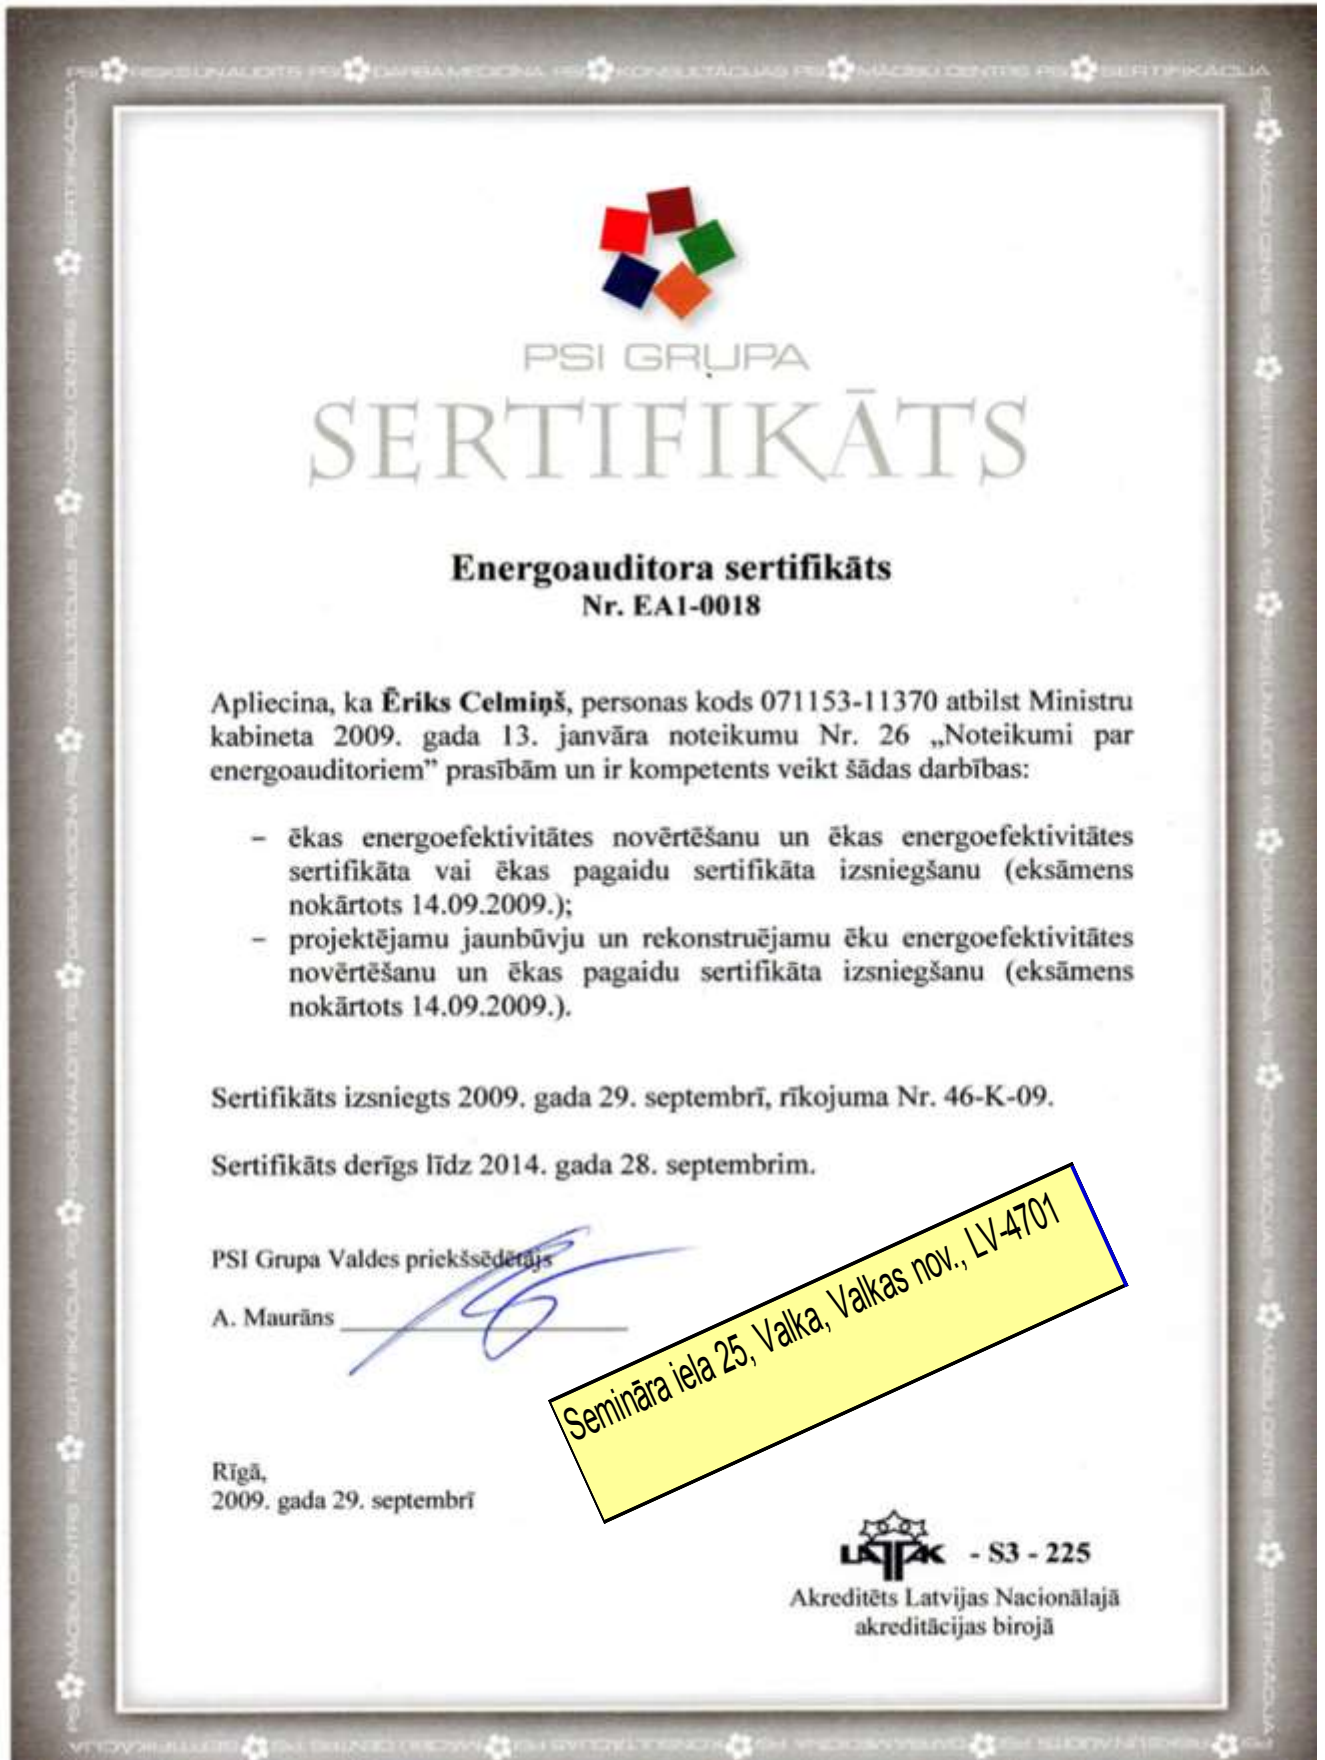 PSI GRUPA
SERTIFIKĀTS
Energoauditora sertifikāts
Nr. EA1-0018
Apliecina, ka Ēriks Celmiņš, personas kods 071153-11370 atbilst Ministru
kabineta 2009. gada 13. janvāra noteikumu Nr. 26 „Noteikumi par
energoauditoriem” prasībām un ir kompetents veikt šādas darbības:
– ēkas energoefektivitātes novērtēšanu un ēkas energoefektivitātes
sertifikāta vai ēkas pagaidu sertifikāta izsniegšanu (eksāmens
nokārtots 14.09.2009.);
– projektējamu jaunbūvju un rekonstruējamu ēku energoefektivitātes
novērtēšanu un ēkas pagaidu sertifikāta izsniegšanu (eksāmens
nokārtots 14.09.2009.).
Sertifikāts izsniegts 2009. gada 29. septembrī, rīkojuma Nr. 46-K-09.
Sertifikāts derīgs līdz 2014. gada 28. septembrim.
PSI Grupa Valdes priekšsēdētājs
A. Maurāns
Semināra iela 25, Valka, Valkas nov., LV-4701
Rīgā,
2009. gada 29. septembrī
LATAK - S3 - 225
Akreditēts Latvijas Nacionālajā
akreditācijas birojā